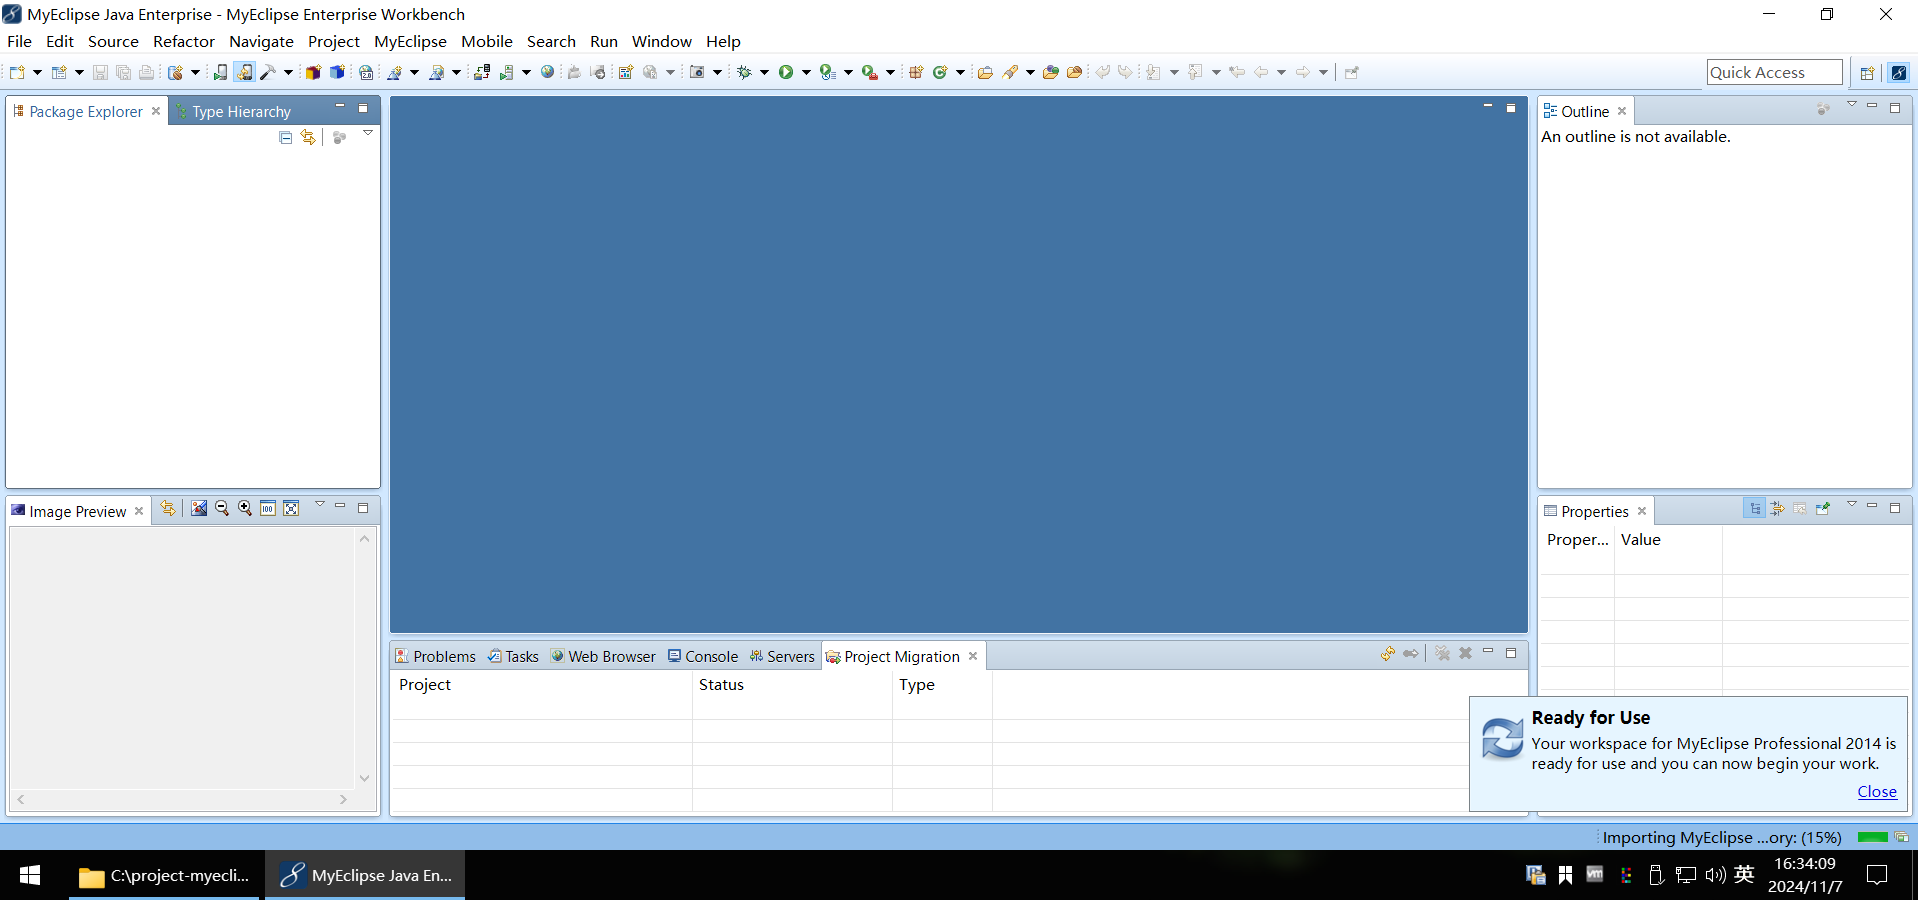 MyEclipse Java Enterprise - MyEclipse Enterprise Workbench
File Edit Source Refactor Navigate Project MyEclipse Mobile Search Run Window Help
Quick Access
Package Explorer
Type Hierarchy
Outline
An outline is not available.
Image Preview
Properties
Proper... Value
Problems Tasks Web Browser Console Servers Project Migration
Project Status Type
Ready for Use
Your workspace for MyEclipse Professional 2014 is
ready for use and you can now begin your work.
Close
Importing MyEclipse ...ory: (15%)
C:\project-myecli...
MyEclipse Java En...
英
16:34:09
2024/11/7